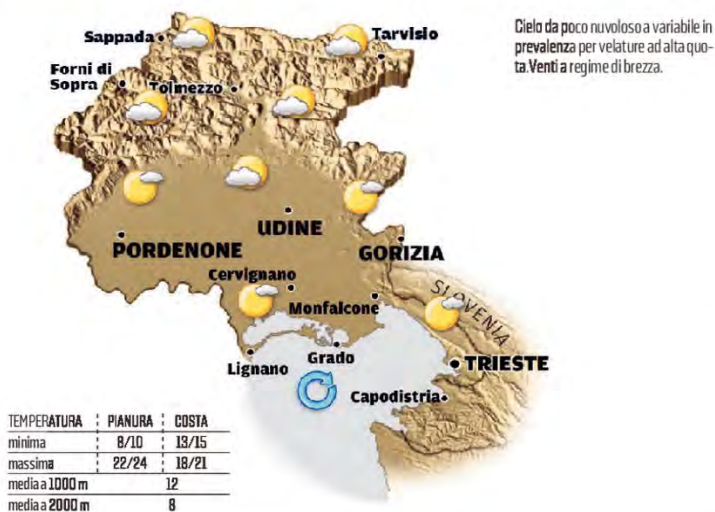 Cielo da poco nuvoloso a variabile in
prevalenza per velature ad alta quo-
ta. Venti a regime di brezza.
Sappada
Tarvisio
Forni di
Sopra
Tolmezzo
UDINE
PORDENONE
GORIZIA
Cervignano
Monfalcone
SLOVENIA
Lignano
Grado
TRIESTE
Capodistria
TEMPERATURA PIANURA COSTA
minima 8/10 13/15
massima 22/24 18/21
media a 1000 m 12
media a 2000 m 8